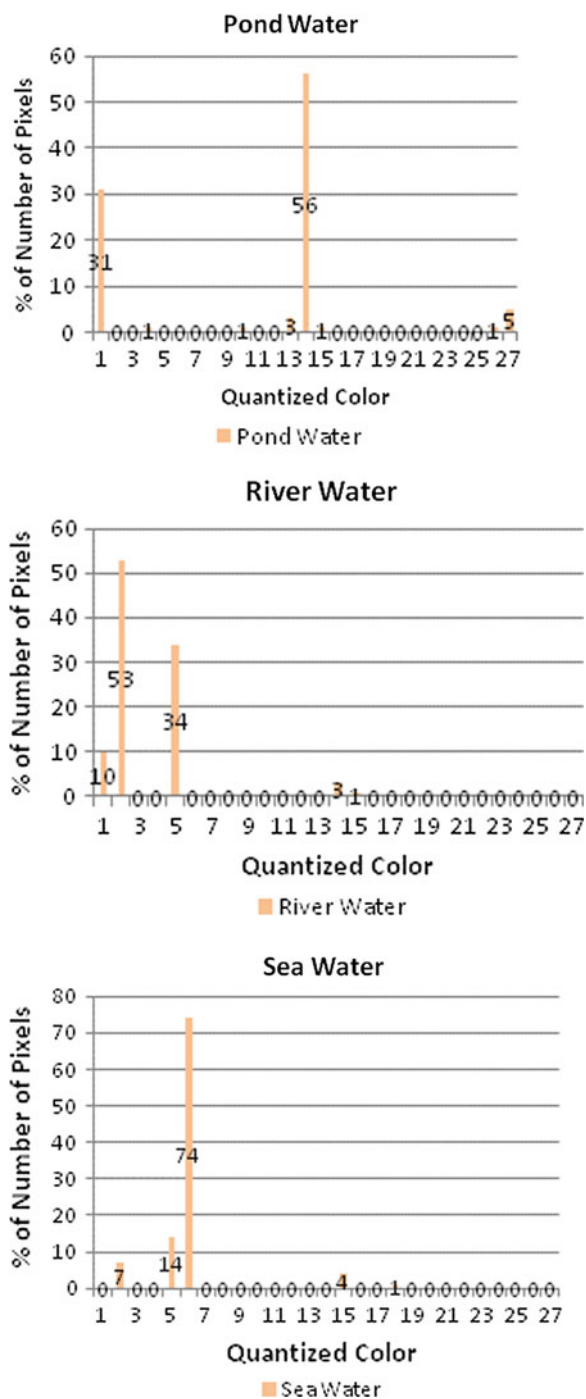 Pond Water
% of Number of Pixels
60
50
40
30
20
10
0
56
31
0 0 1 0 0 0 0 0 1 0 0 3 1 0 0 0 0 0 0 0 0 0 0 1 5
1 3 5 7 9 11 13 15 17 19 21 23 25 27
Quantized Color
Pond Water
River Water
% of Number of Pixels
60
50
40
30
20
10
0
53
34
10
0 0 0 0 0 0 0 0 0 0 3 1 0 0 0 0 0 0 0 0 0 0 0 0
1 3 5 7 9 11 13 15 17 19 21 23 25 27
Quantized Color
River Water
Sea Water
% of Number of Pixels
80
70
60
50
40
30
20
10
0
74
14
0 7 0 0 0 0 0 0 0 0 0 0 4 0 0 1 0 0 0 0 0 0 0 0 0
1 3 5 7 9 11 13 15 17 19 21 23 25 27
Quantized Color
Sea Water